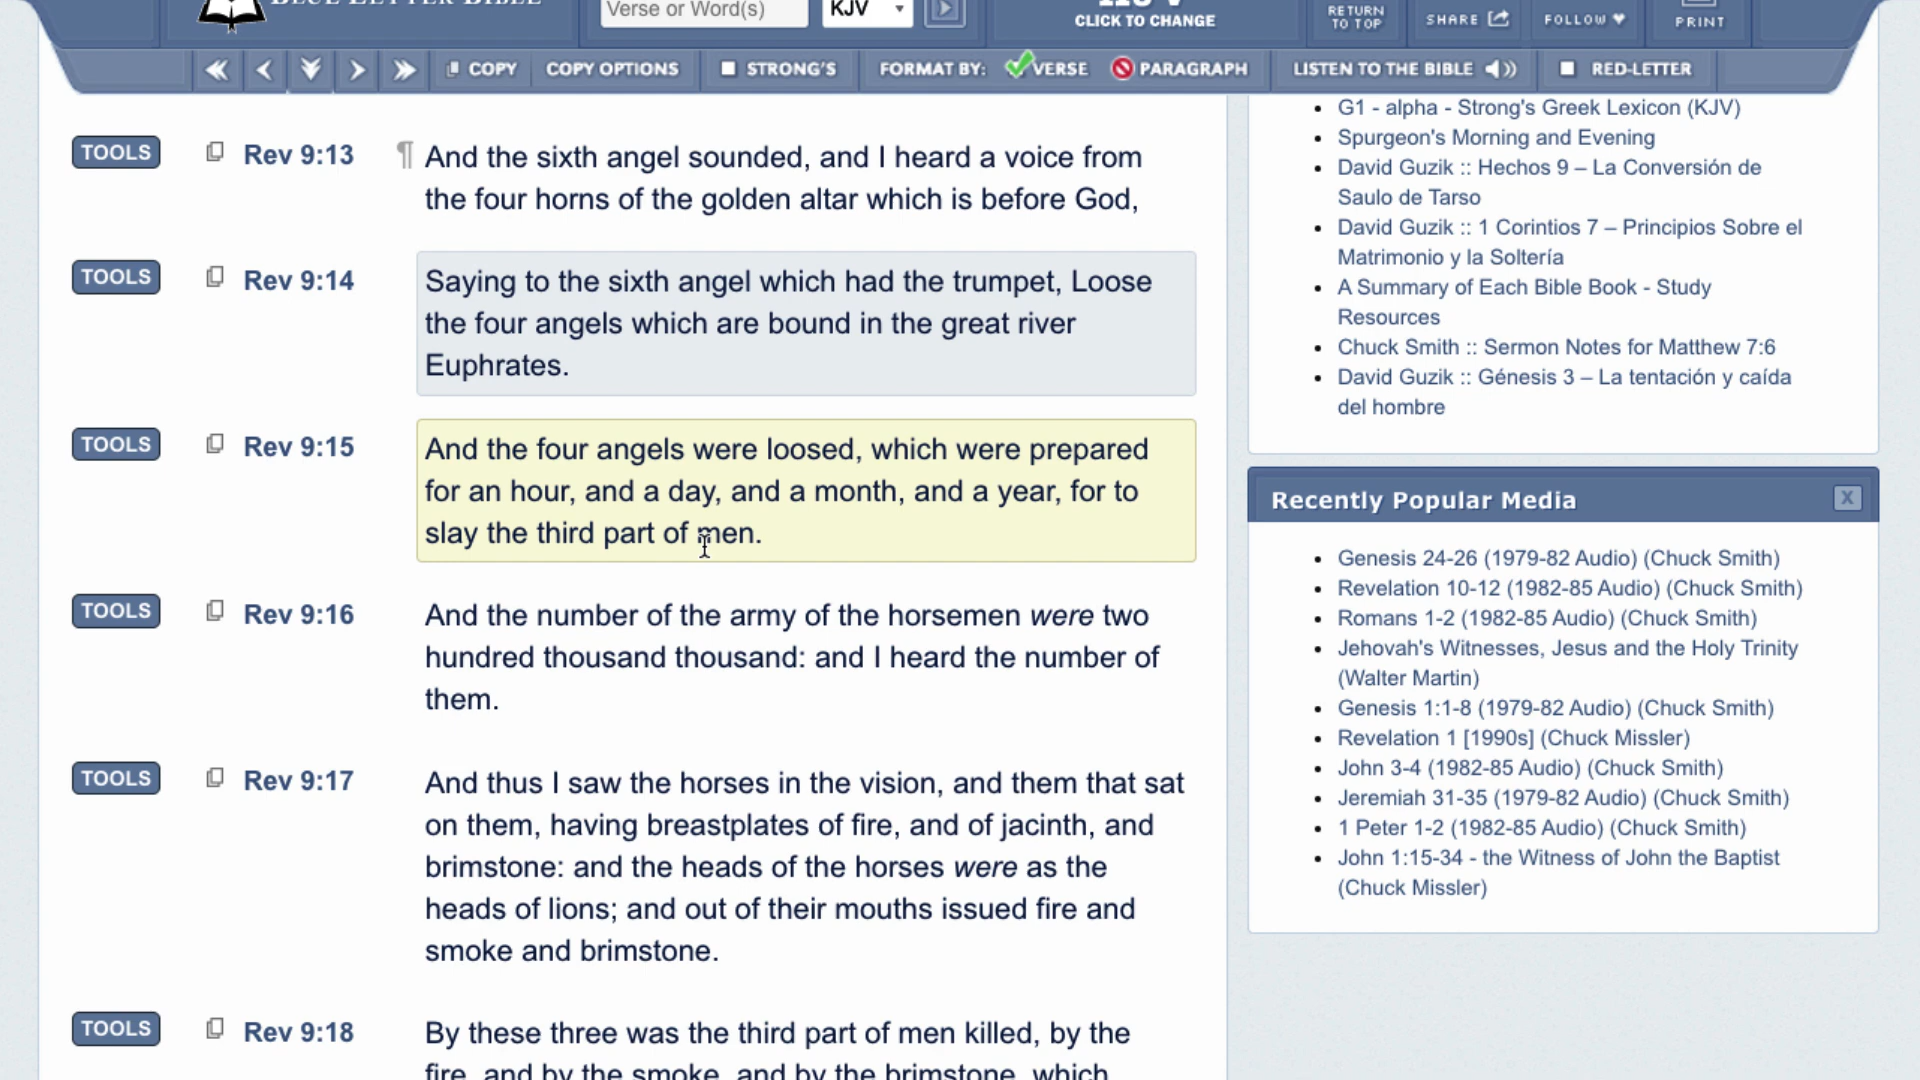 BLUE LETTER BIBLE
Verse or Word(s)
KJV
CLICK TO CHANGE
RETURN
TO TOP
SHARE
FOLLOW
PRINT
COPY
COPY OPTIONS
STRONG'S
FORMAT BY:
VERSE
PARAGRAPH
LISTEN TO THE BIBLE
RED-LETTER
TOOLS
Rev 9:13
¶ And the sixth angel sounded, and I heard a voice from
the four horns of the golden altar which is before God,
TOOLS
Rev 9:14
Saying to the sixth angel which had the trumpet, Loose
the four angels which are bound in the great river
Euphrates.
TOOLS
Rev 9:15
And the four angels were loosed, which were prepared
for an hour, and a day, and a month, and a year, for to
slay the third part of men.
TOOLS
Rev 9:16
And the number of the army of the horsemen were two
hundred thousand thousand: and I heard the number of
them.
TOOLS
Rev 9:17
And thus I saw the horses in the vision, and them that sat
on them, having breastplates of fire, and of jacinth, and
brimstone: and the heads of the horses were as the
heads of lions; and out of their mouths issued fire and
smoke and brimstone.
TOOLS
Rev 9:18
By these three was the third part of men killed, by the
fire, and by the smoke, and by the brimstone, which
G1 - alpha - Strong's Greek Lexicon (KJV)
Spurgeon's Morning and Evening
David Guzik :: Hechos 9 – La Conversión de
Saulo de Tarso
David Guzik :: 1 Corintios 7 – Principios Sobre el
Matrimonio y la Soltería
A Summary of Each Bible Book - Study
Resources
Chuck Smith :: Sermon Notes for Matthew 7:6
David Guzik :: Génesis 3 – La tentación y caída
del hombre
Recently Popular Media
X
Genesis 24-26 (1979-82 Audio) (Chuck Smith)
Revelation 10-12 (1982-85 Audio) (Chuck Smith)
Romans 1-2 (1982-85 Audio) (Chuck Smith)
Jehovah's Witnesses, Jesus and the Holy Trinity
(Walter Martin)
Genesis 1:1-8 (1979-82 Audio) (Chuck Smith)
Revelation 1 [1990s] (Chuck Missler)
John 3-4 (1982-85 Audio) (Chuck Smith)
Jeremiah 31-35 (1979-82 Audio) (Chuck Smith)
1 Peter 1-2 (1982-85 Audio) (Chuck Smith)
John 1:15-34 - the Witness of John the Baptist
(Chuck Missler)